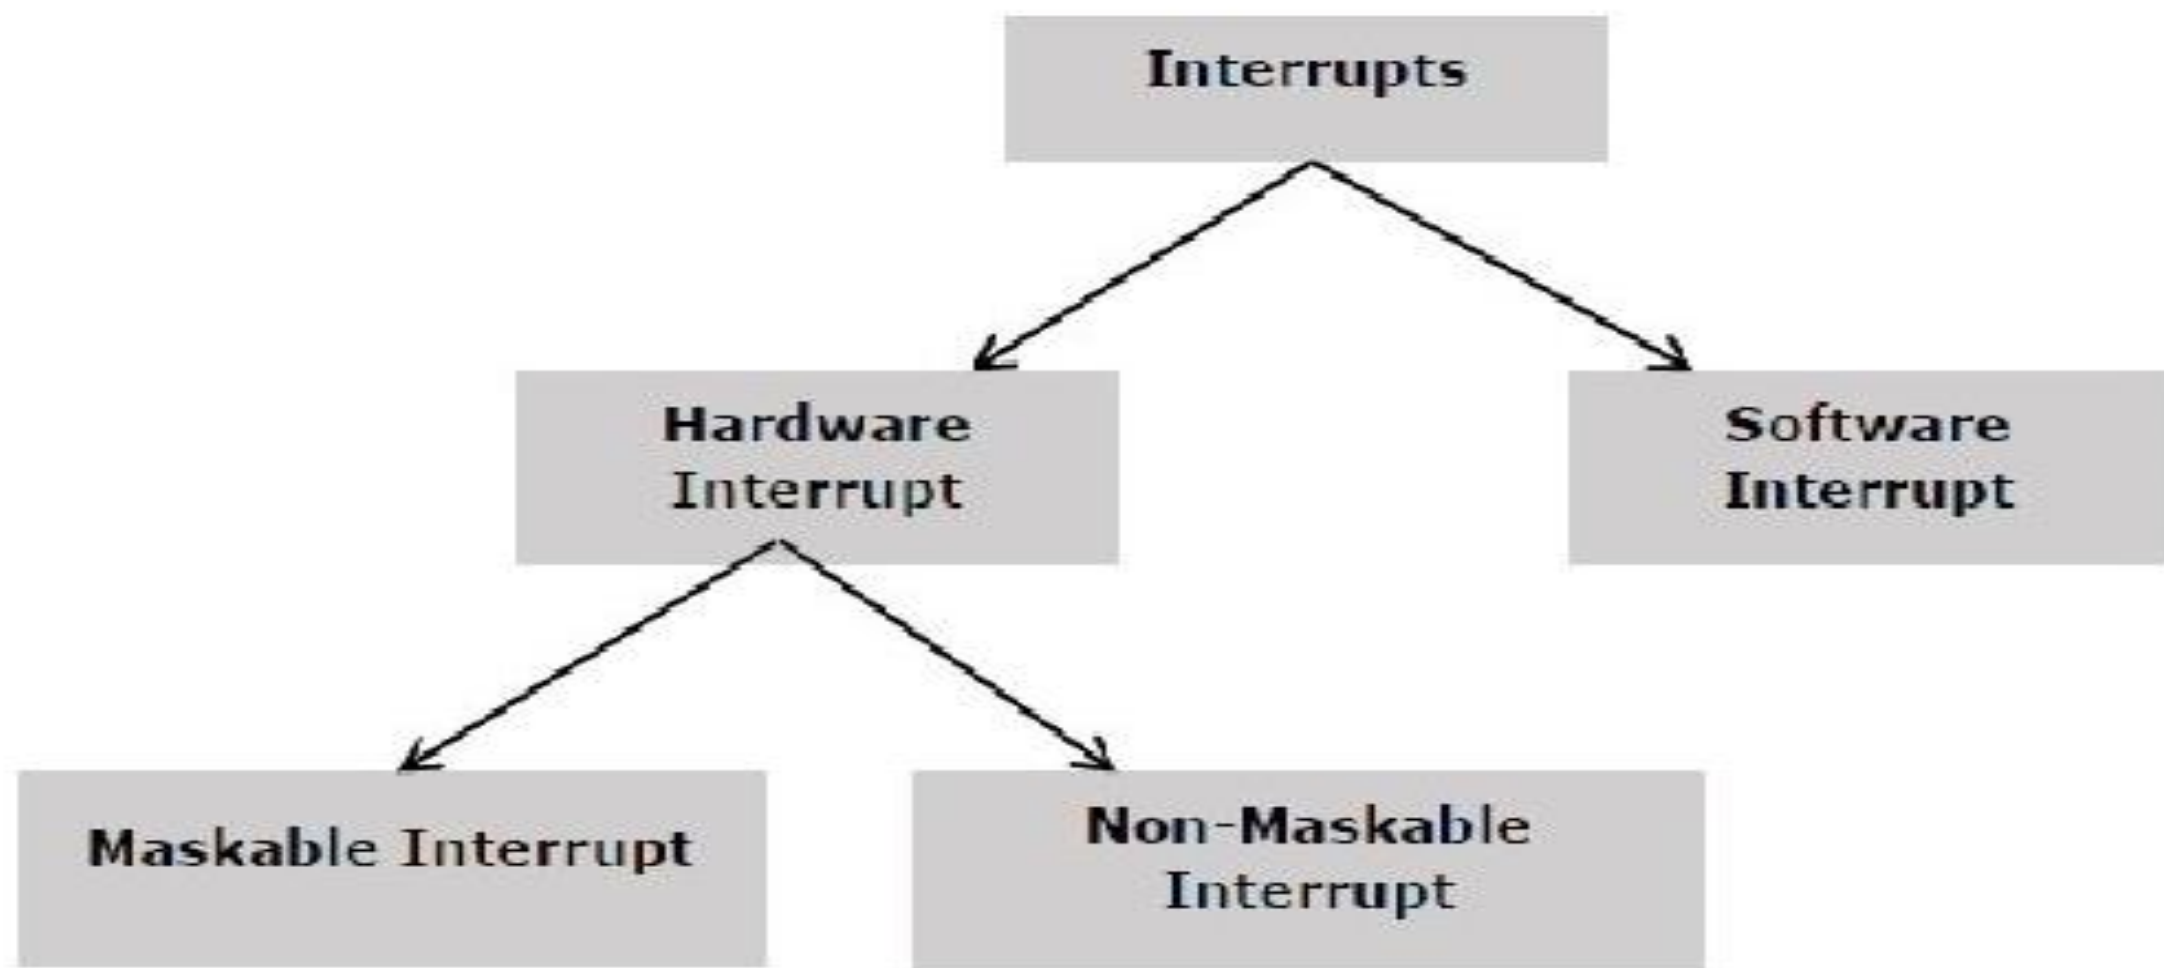 Interrupts
Hardware
Interrupt
Software
Interrupt
Maskable Interrupt
Non-Maskable
Interrupt